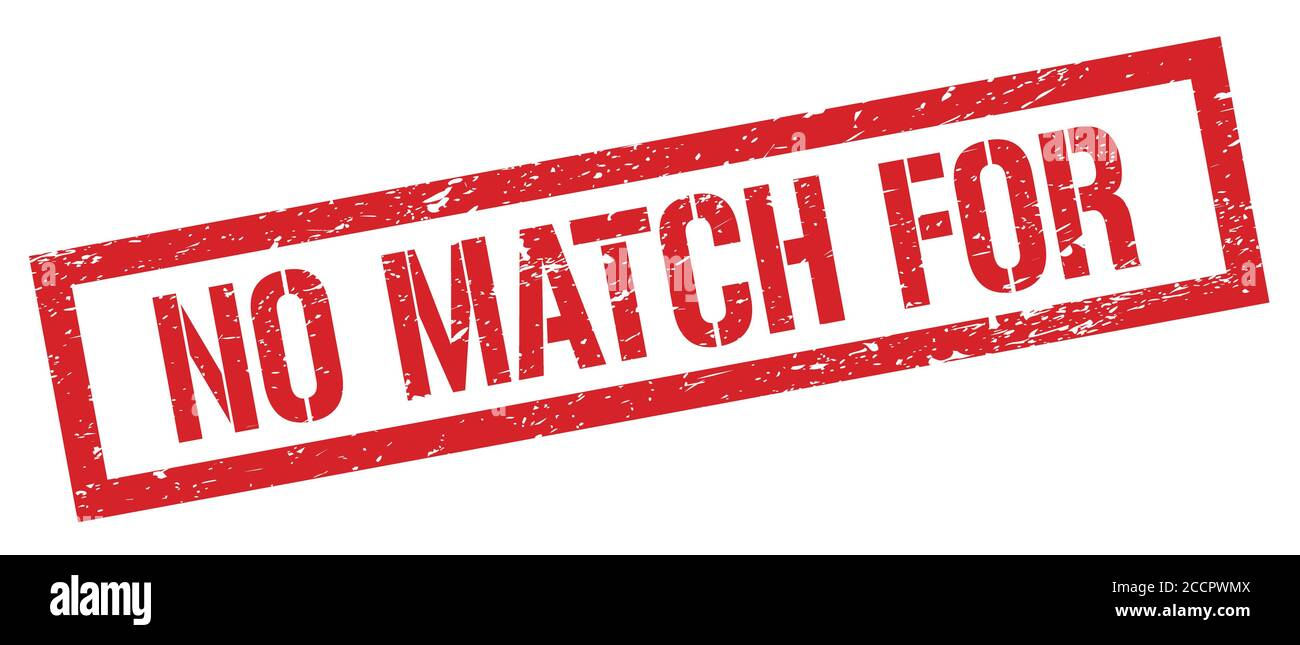 NO MATCH FOR
a
a
a
a
alamy
Image ID: 2CCPWMX
www.alamy.com